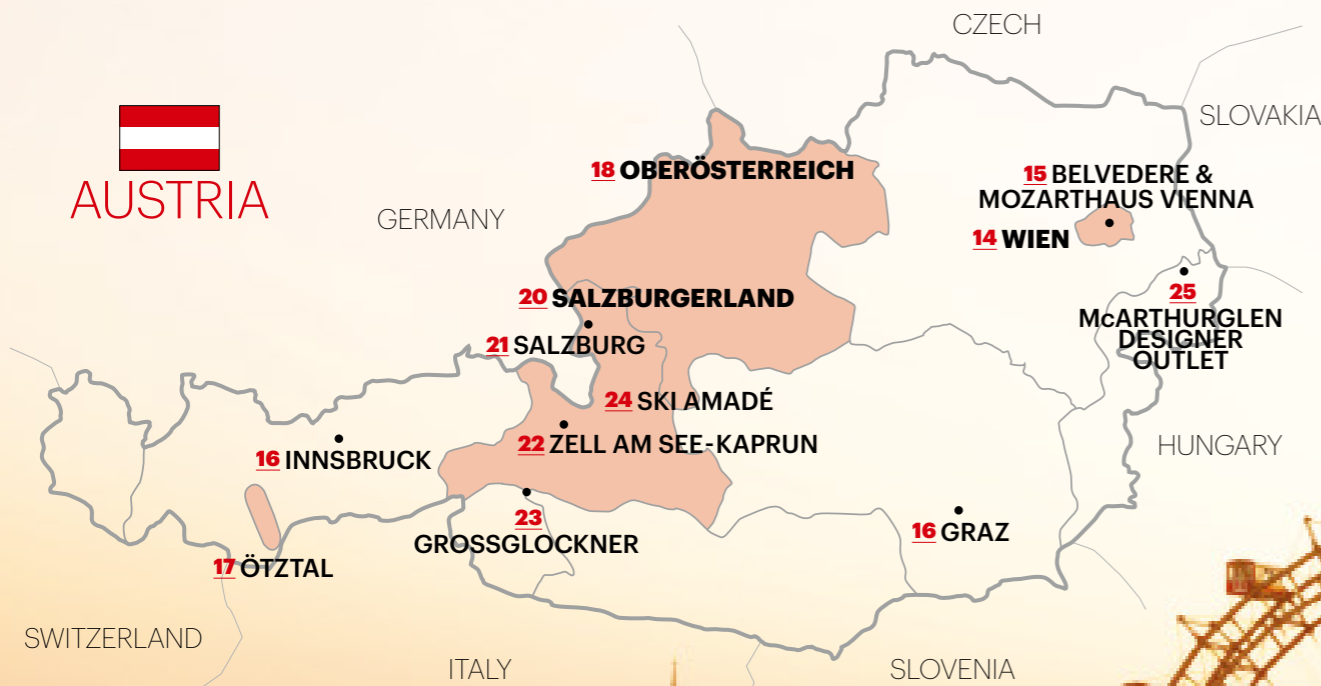 CZECH
SLOVAKIA
AUSTRIA
GERMANY
18 OBERÖSTERREICH
15 BELVEDERE &
MOZARTHAUS VIENNA
14 WIEN
20 SALZBURGERLAND
21 SALZBURG
25
McARTHURGLEN
DESIGNER
OUTLET
24 SKI AMADÉ
22 ZELL AM SEE-KAPRUN
HUNGARY
16 INNSBRUCK
23
GROSSGLOCKNER
16 GRAZ
17 ÖTZTAL
SWITZERLAND
ITALY
SLOVENIA